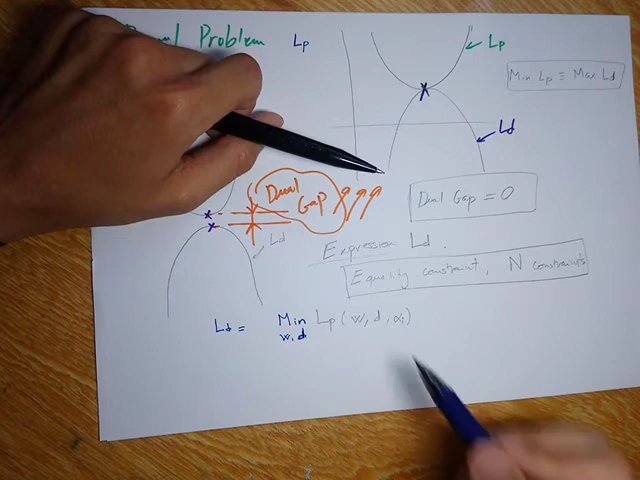 Dual Problem Lp
Lp
Min Lp ≡ Max Ld
Ld
Dual Gap
Dual Gap = 0
Ld
Expression Ld.
Equality constraint, N constraints
Ld = Min Lp (w, d, αi)
w, d